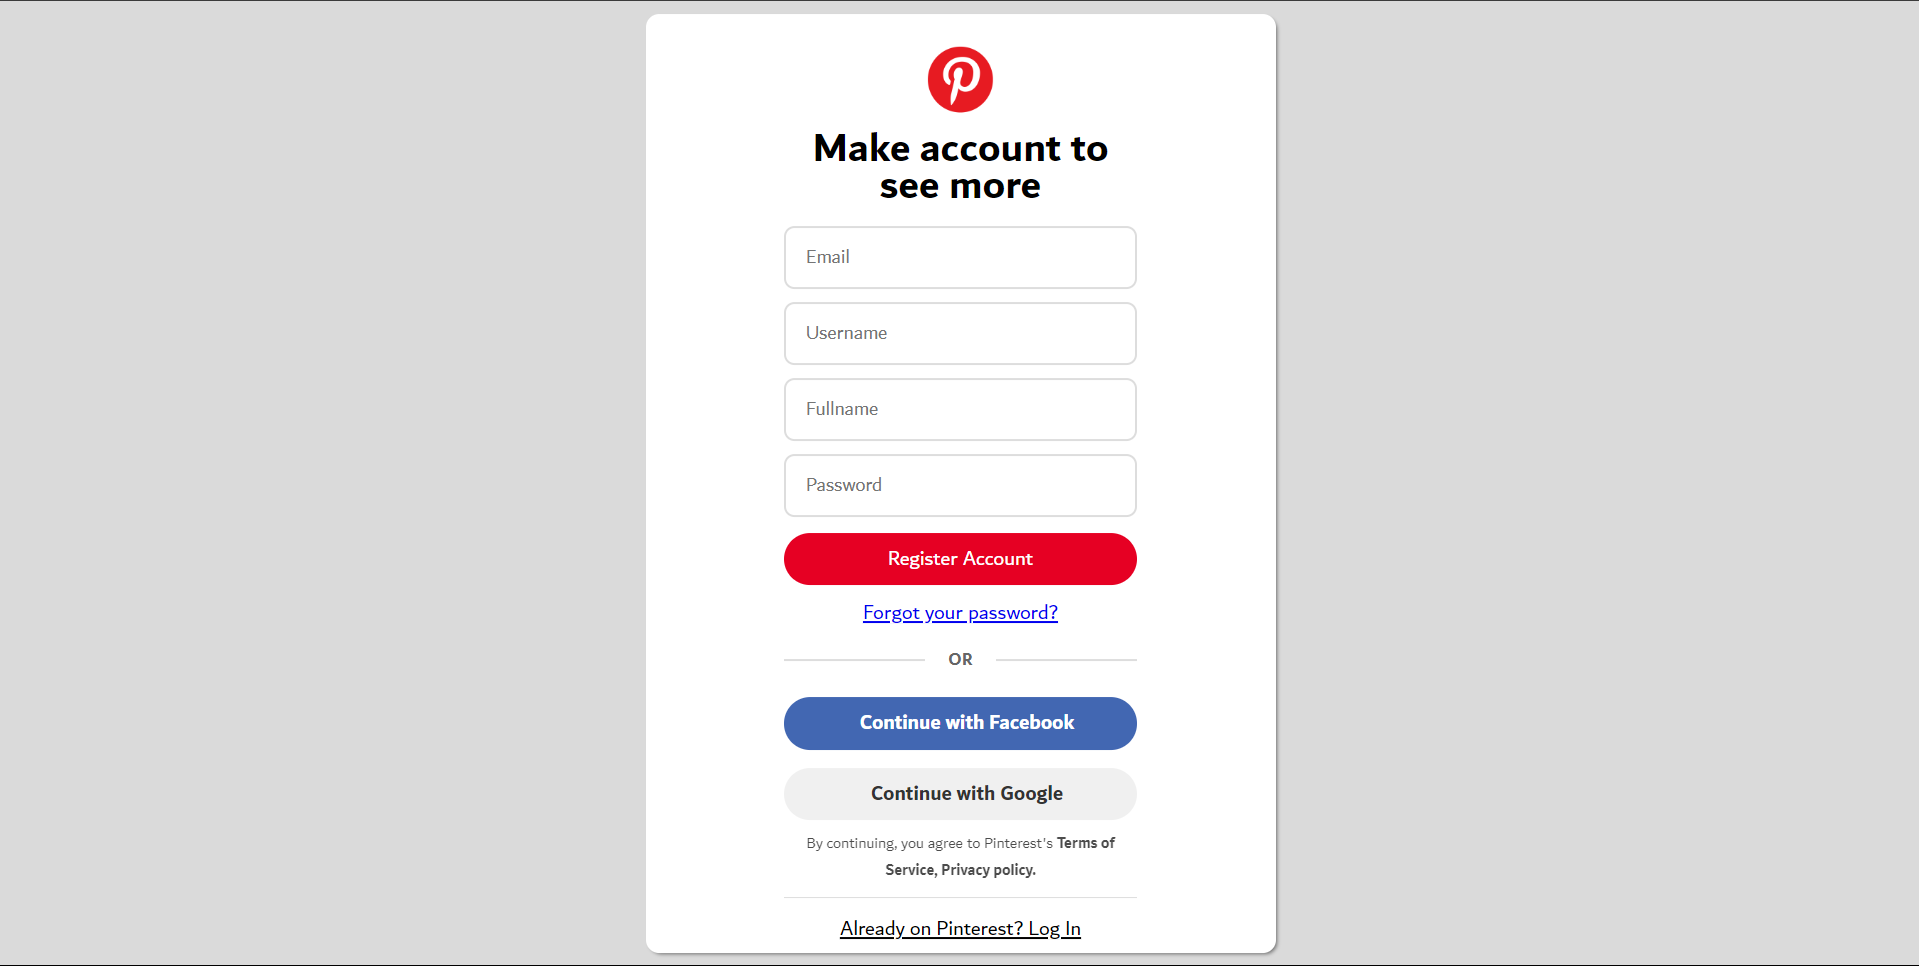 Make account to
see more
Email
Username
Fullname
Password
Register Account
Forgot your password?
OR
Continue with Facebook
Continue with Google
By continuing, you agree to Pinterest's Terms of
Service, Privacy policy.
Already on Pinterest? Log In